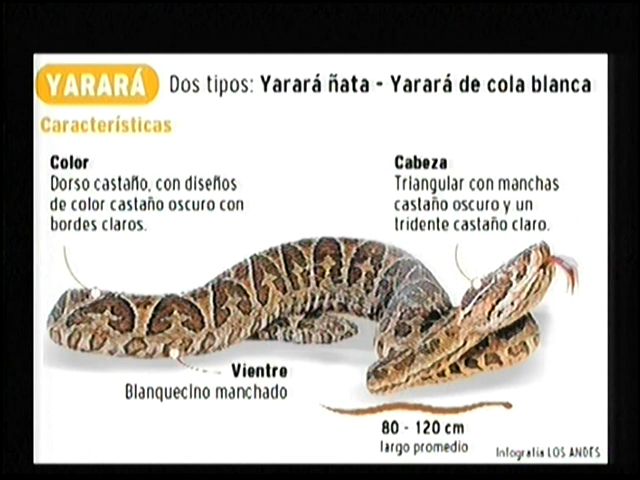 YARARÁ Dos tipos: Yarará ñata - Yarará de cola blanca
Características
Color
Dorso castaño, con diseños
de color castaño oscuro con
bordes claros.
Cabeza
Triangular con manchas
castaño oscuro y un
tridente castaño claro.
Vientre
Blanquecino manchado
80 - 120 cm
largo promedio
Infografía LOS ANDES